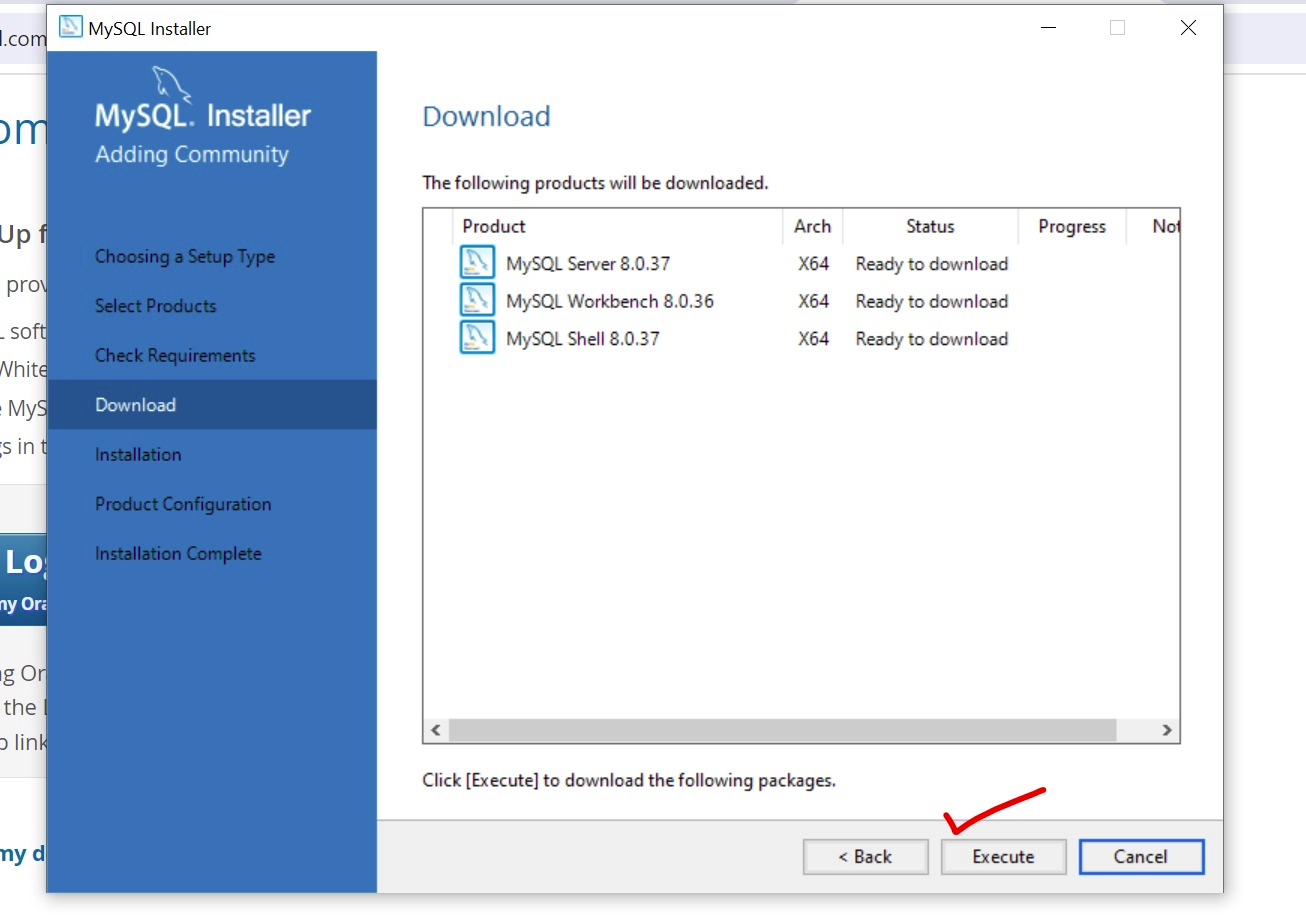 MySQL Installer
l.com
MySQL. Installer
Adding Community
Choosing a Setup Type
Select Products
Check Requirements
Download
Installation
Product Configuration
Installation Complete
Download
The following products will be downloaded.
Product Arch Status Progress Not
MySQL Server 8.0.37 X64 Ready to download
MySQL Workbench 8.0.36 X64 Ready to download
MySQL Shell 8.0.37 X64 Ready to download
Click [Execute] to download the following packages.
< Back Execute Cancel
om
Up f
prov
L soft
White
e MyS
gs in t
Log
my Ora
ng Or
the
p link
my d